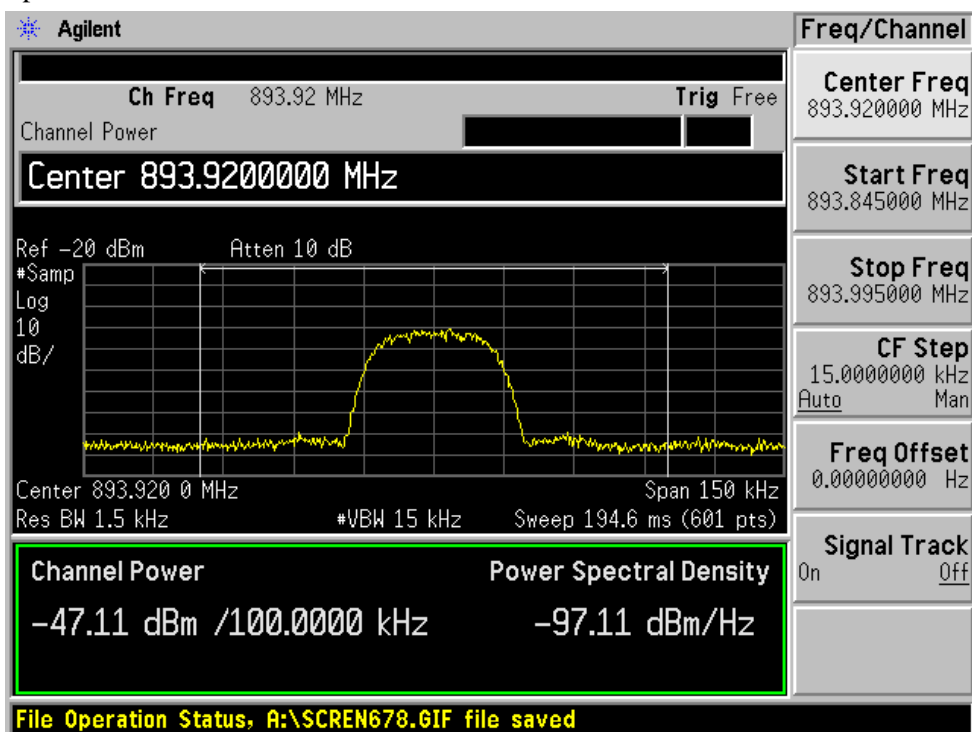 Agilent
Freq/Channel
Ch Freq 893.92 MHz Trig Free
Channel Power
Center 893.9200000 MHz
Ref -20 dBm Atten 10 dB
#Samp
Log
10
dB/
Center 893.920 0 MHz Span 150 kHz
Res BW 1.5 kHz #VBW 15 kHz Sweep 194.6 ms (601 pts)
Channel Power Power Spectral Density
-47.11 dBm /100.0000 kHz -97.11 dBm/Hz
Center Freq
893.920000 MHz
Start Freq
893.845000 MHz
Stop Freq
893.995000 MHz
CF Step
15.0000000 kHz
Auto Man
Freq Offset
0.00000000 Hz
Signal Track
On Off
File Operation Status, A:\SCREN678.GIF file saved